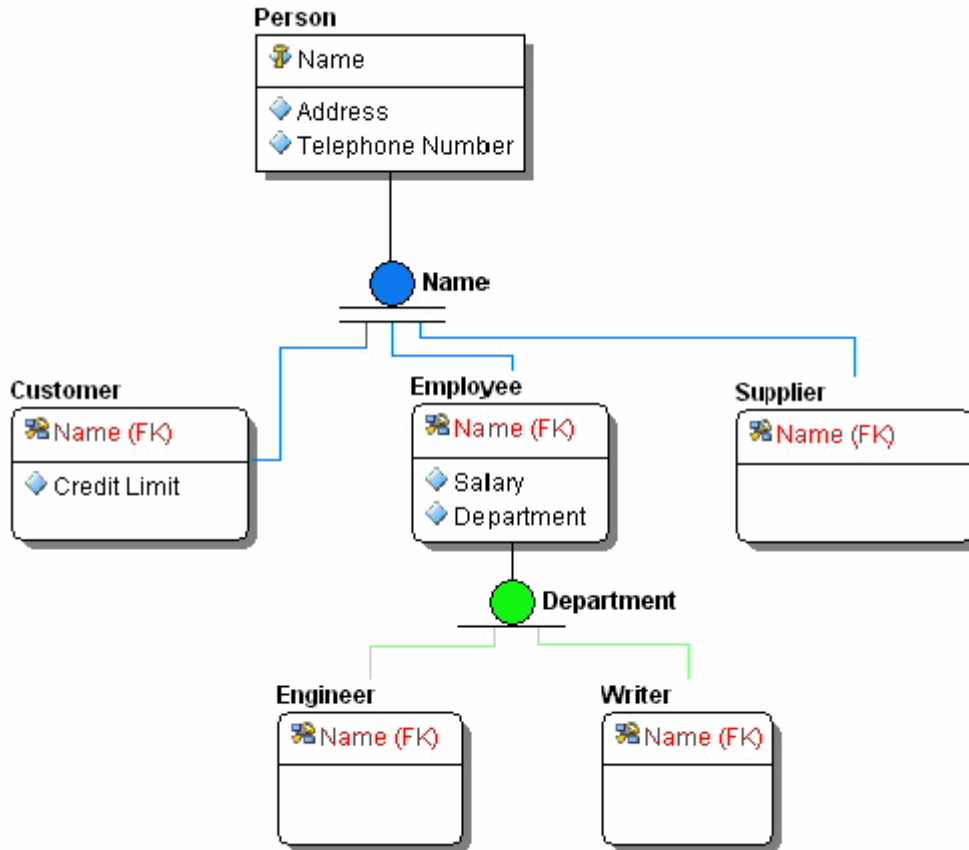 Person
Name
Address
Telephone Number
Name
Customer
Name (FK)
Credit Limit
Employee
Name (FK)
Salary
Department
Supplier
Name (FK)
Department
Engineer
Name (FK)
Writer
Name (FK)